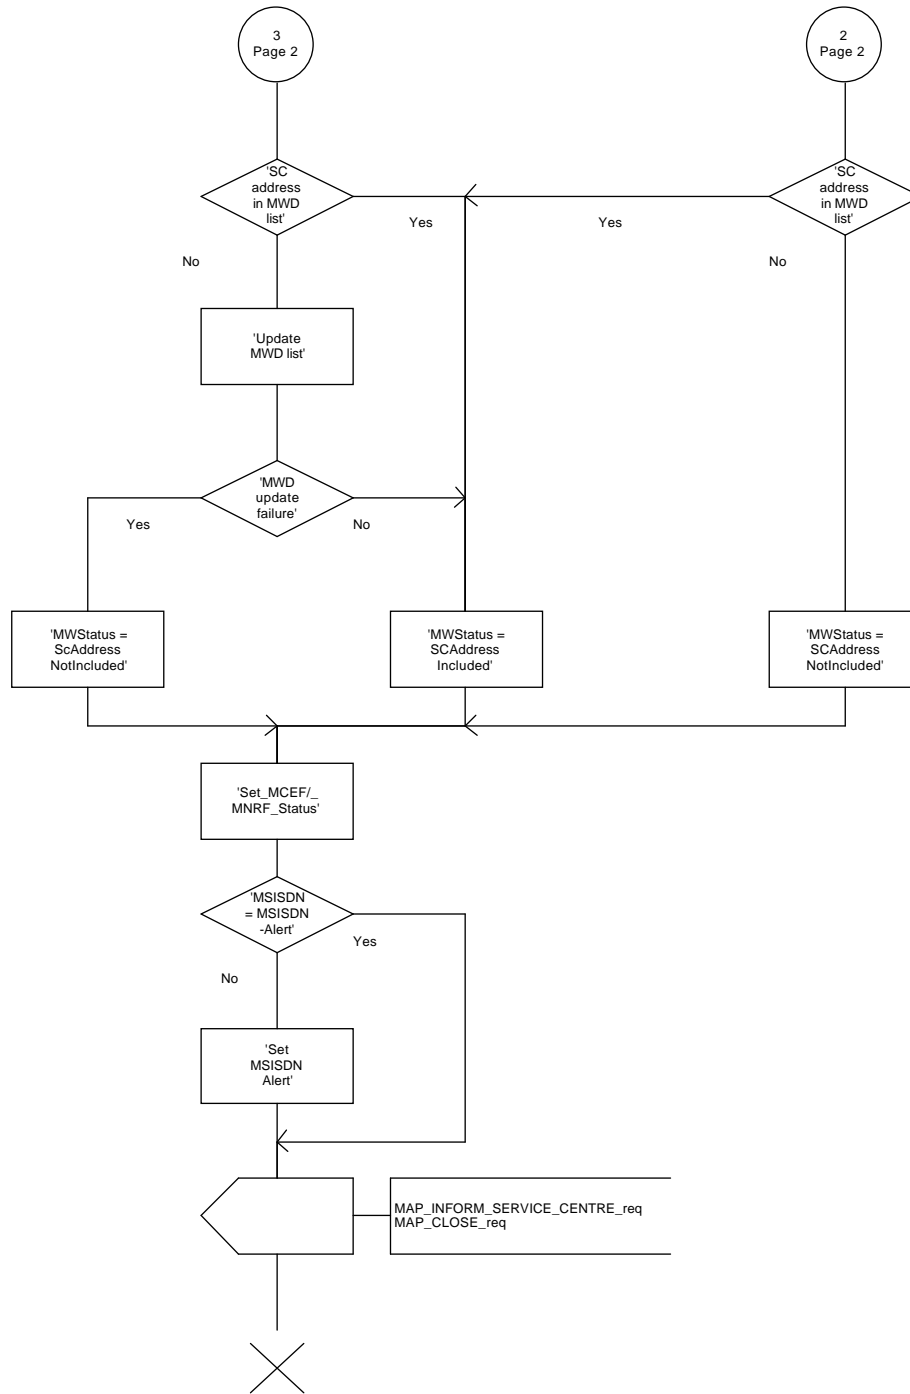 3
Page 2
2
Page 2
'SC
address
in MWD
list'
'SC
address
in MWD
list'
Yes
Yes
No
No
'Update
MWD list'
'MWD
update
failure'
Yes
No
'MWStatus =
ScAddress
NotIncluded'
'MWStatus =
SCAddress
Included'
'MWStatus =
SCAddress
NotIncluded'
'Set_MCEF/_
MNRF_Status'
'MSISDN
= MSISDN
-Alert'
Yes
No
'Set
MSISDN
Alert'
MAP_INFORM_SERVICE_CENTRE_req
MAP_CLOSE_req